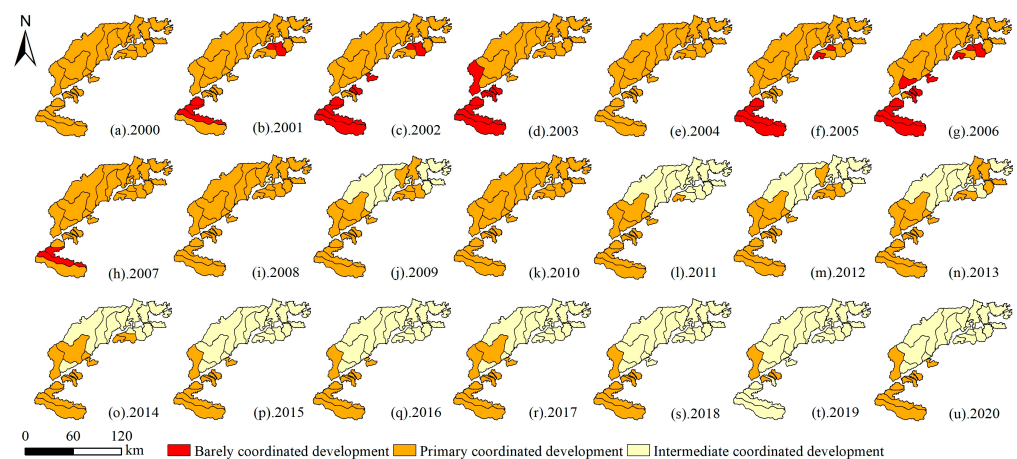 N
(a).2000
(b).2001
(c).2002
(d).2003
(e).2004
(f).2005
(g).2006
(h).2007
(i).2008
(j).2009
(k).2010
(l).2011
(m).2012
(n).2013
(o).2014
(p).2015
(q).2016
(r).2017
(s).2018
(t).2019
(u).2020
0 60 120
km
Barely coordinated development
Primary coordinated development
Intermediate coordinated development